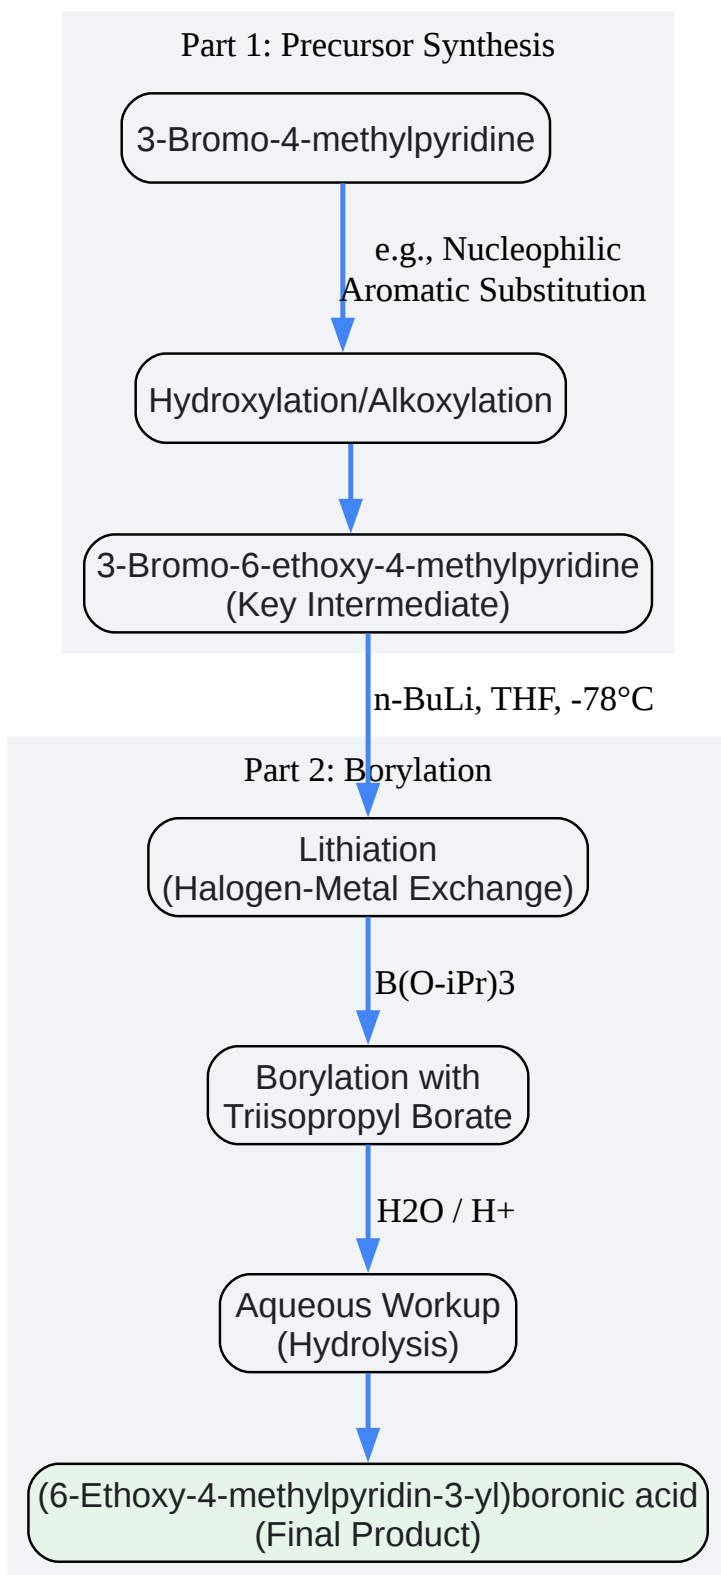 Part 1: Precursor Synthesis
3-Bromo-4-methylpyridine
e.g., Nucleophilic
Aromatic Substitution
Hydroxylation/Alkoxylation
3-Bromo-6-ethoxy-4-methylpyridine
(Key Intermediate)
n-BuLi, THF, -78°C
Part 2: Borylation
Lithiation
(Halogen-Metal Exchange)
B(O-iPr)3
Borylation with
Triisopropyl Borate
H2O / H+
Aqueous Workup
(Hydrolysis)
(6-Ethoxy-4-methylpyridin-3-yl)boronic acid
(Final Product)